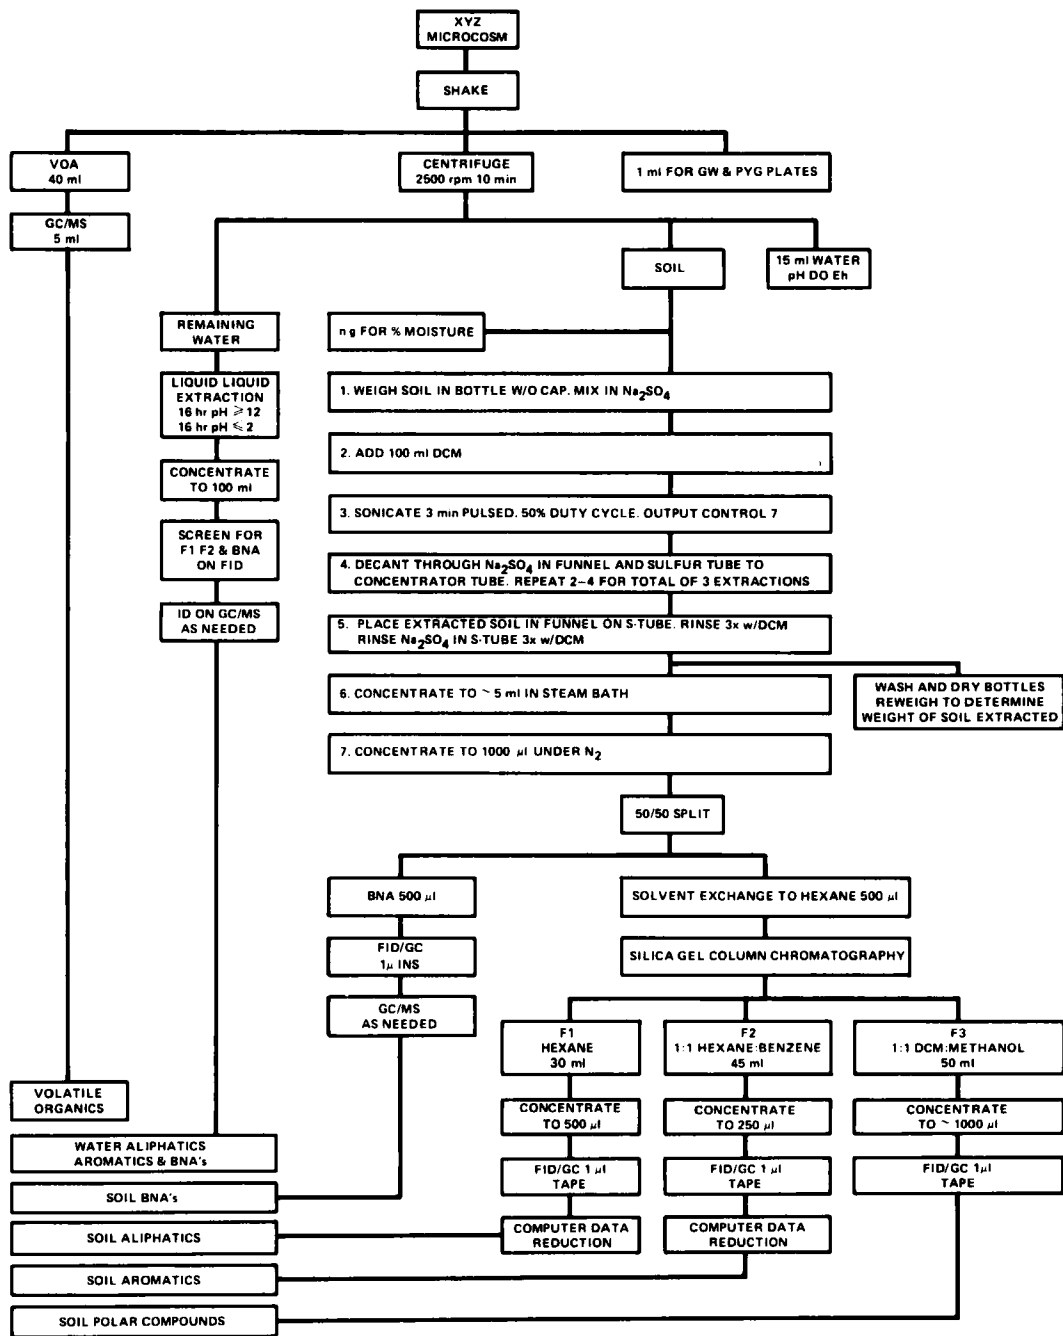 XYZ
MICROCOSM
SHAKE
VOA
40 ml
CENTRIFUGE
2500 rpm 10 min
1 ml FOR GW & PYG PLATES
GC/MS
5 ml
SOIL
15 ml WATER
pH DO Eh
REMAINING
WATER
n g FOR % MOISTURE
LIQUID LIQUID
EXTRACTION
16 hr pH ≥ 12
16 hr pH ≤ 2
1. WEIGH SOIL IN BOTTLE W/O CAP. MIX IN Na2SO4
2. ADD 100 ml DCM
CONCENTRATE
TO 100 ml
3. SONICATE 3 min PULSED. 50% DUTY CYCLE. OUTPUT CONTROL 7
SCREEN FOR
F1 F2 & BNA
ON FID
4. DECANT THROUGH Na2SO4 IN FUNNEL AND SULFUR TUBE TO
CONCENTRATOR TUBE. REPEAT 2–4 FOR TOTAL OF 3 EXTRACTIONS
ID ON GC/MS
AS NEEDED
5. PLACE EXTRACTED SOIL IN FUNNEL ON S-TUBE. RINSE 3x w/DCM
RINSE Na2SO4 IN S-TUBE 3x w/DCM
6. CONCENTRATE TO ~ 5 ml IN STEAM BATH
WASH AND DRY BOTTLES
REWEIGH TO DETERMINE
WEIGHT OF SOIL EXTRACTED
7. CONCENTRATE TO 1000 µl UNDER N2
50/50 SPLIT
BNA 500 µl
SOLVENT EXCHANGE TO HEXANE 500 µl
FID/GC
1µ INS
SILICA GEL COLUMN CHROMATOGRAPHY
GC/MS
AS NEEDED
F1
HEXANE
30 ml
F2
1:1 HEXANE:BENZENE
45 ml
F3
1:1 DCM:METHANOL
50 ml
VOLATILE
ORGANICS
CONCENTRATE
TO 500 µl
CONCENTRATE
TO 250 µl
CONCENTRATE
TO ~ 1000 µl
WATER ALIPHATICS
AROMATICS & BNA's
FID/GC 1 µl
TAPE
FID/GC 1 µl
TAPE
FID/GC 1µl
TAPE
SOIL BNA's
SOIL ALIPHATICS
COMPUTER DATA
REDUCTION
COMPUTER DATA
REDUCTION
SOIL AROMATICS
SOIL POLAR COMPOUNDS